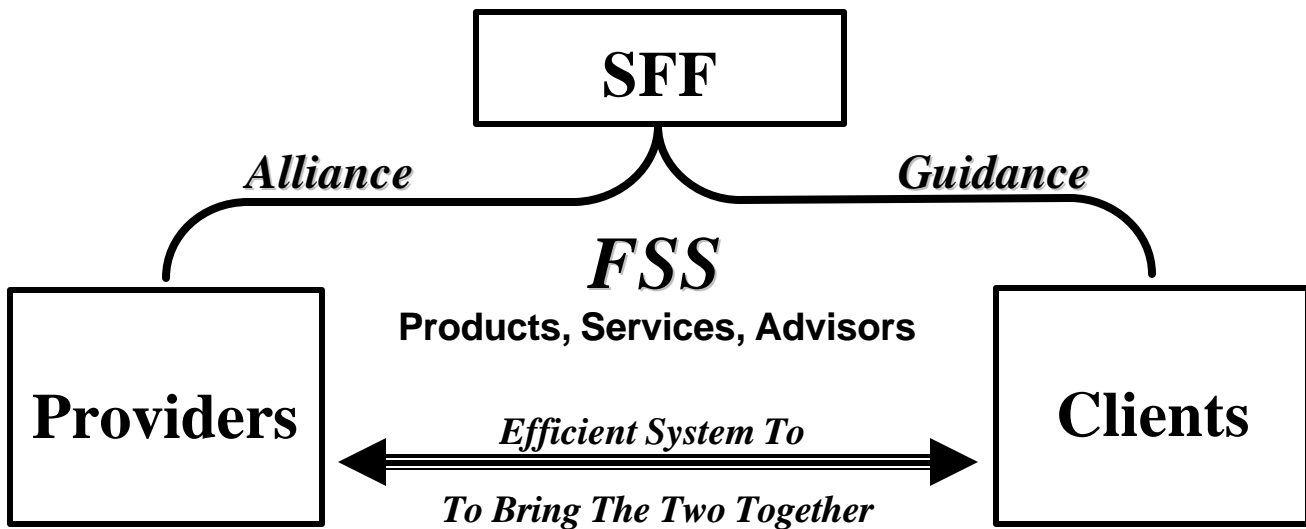 SFF
Alliance
Guidance
FSS
Products, Services, Advisors
Providers
Clients
Efficient System To
To Bring The Two Together